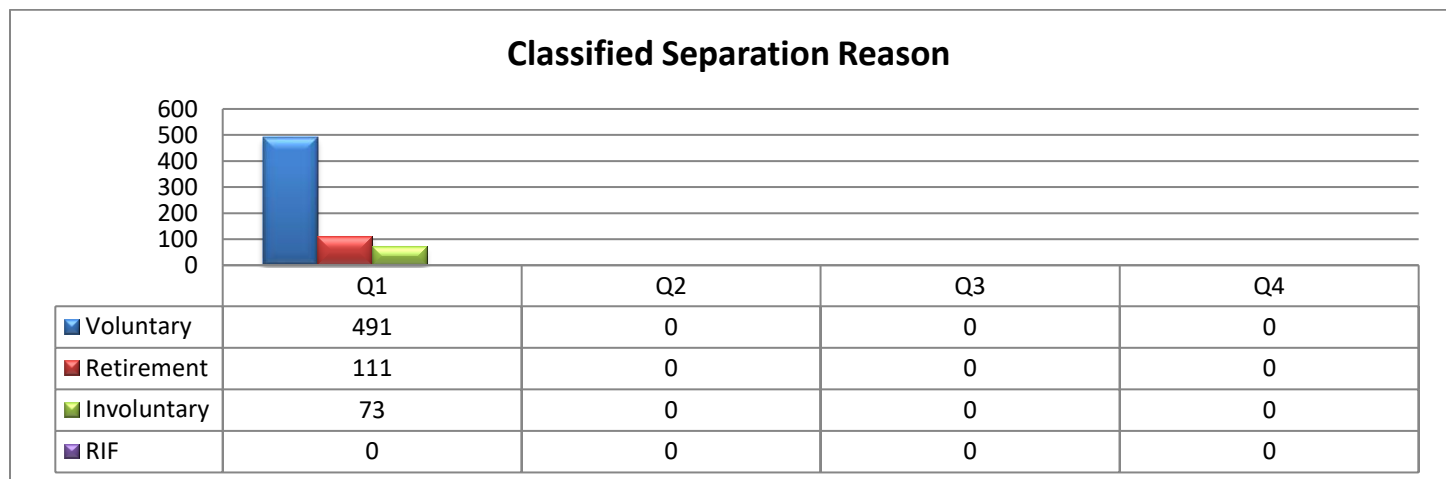 Classified Separation Reason
600
500
400
300
200
100
0
Q1 Q2 Q3 Q4
Voluntary 491 0 0 0
Retirement 111 0 0 0
Involuntary 73 0 0 0
RIF 0 0 0 0